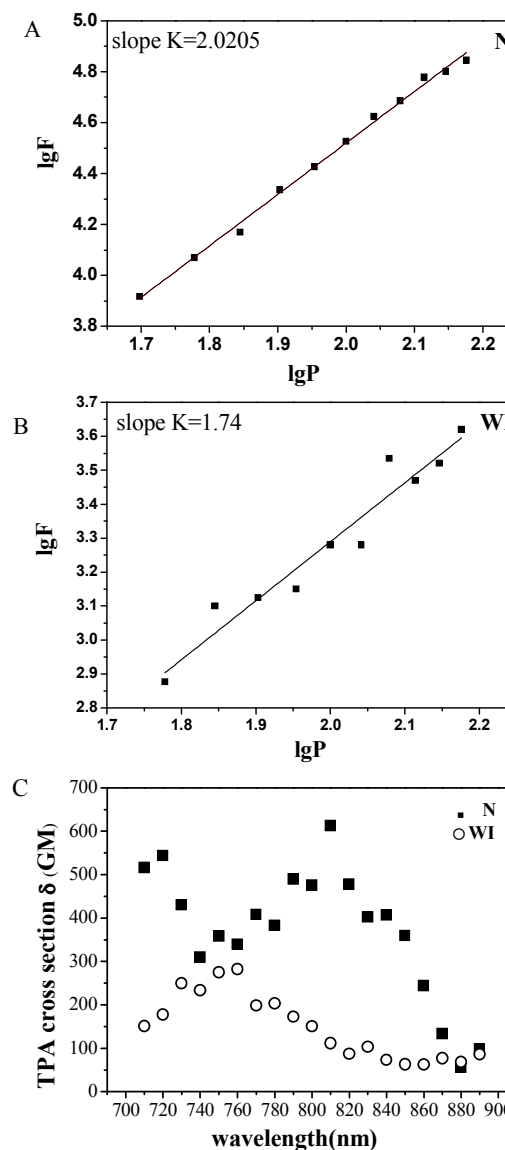 A
slope K=2.0205
N
5.0
4.8
4.6
4.4
4.2
4.0
3.8
lgF
1.7 1.8 1.9 2.0 2.1 2.2
lgP
B
slope K=1.74
WI
3.7
3.6
3.5
3.4
3.3
3.2
3.1
3.0
2.9
2.8
lgF
1.7 1.8 1.9 2.0 2.1 2.2
lgP
C
N
WI
700
600
500
400
300
200
100
0
TPA cross section δ (GM)
700 720 740 760 780 800 820 840 860 880 900
wavelength(nm)